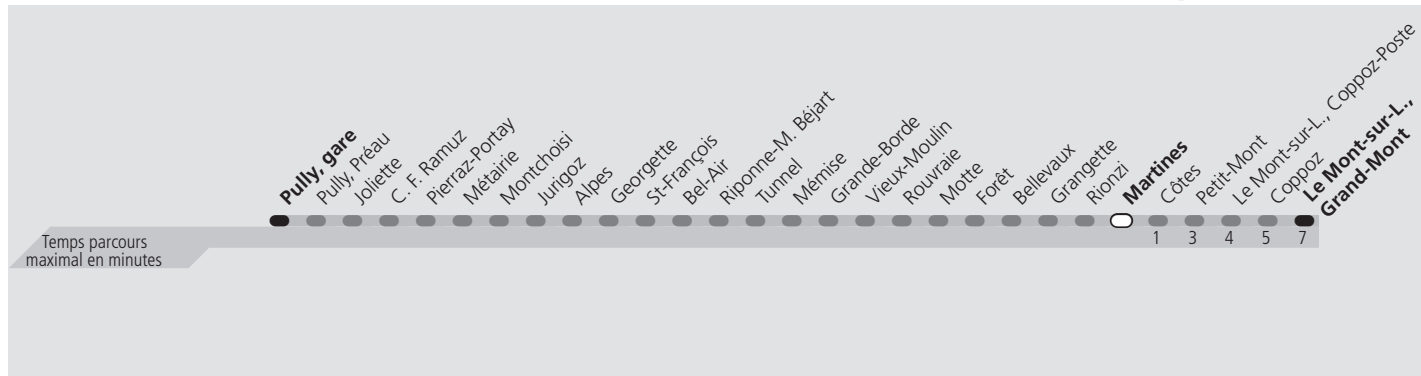 Pully, gare
Pully, Préau
Joliette
C. F. Ramuz
Pierraz-Portay
Métairie
Montchoisi
Jurigoz
Alpes
Georgette
St-François
Bel-Air
Riponne-M. Béjart
Tunnel
Mémise
Grande-Borde
Vieux-Moulin
Rouvraie
Motte
Forêt
Bellevaux
Grangette
Rionzi
Martines
Côtes
Petit-Mont
Le Mont-sur-L., Coppoz-Poste
Coppoz
Le Mont-sur-L.,
Grand-Mont
Temps parcours
maximal en minutes
1 3 4 5 7